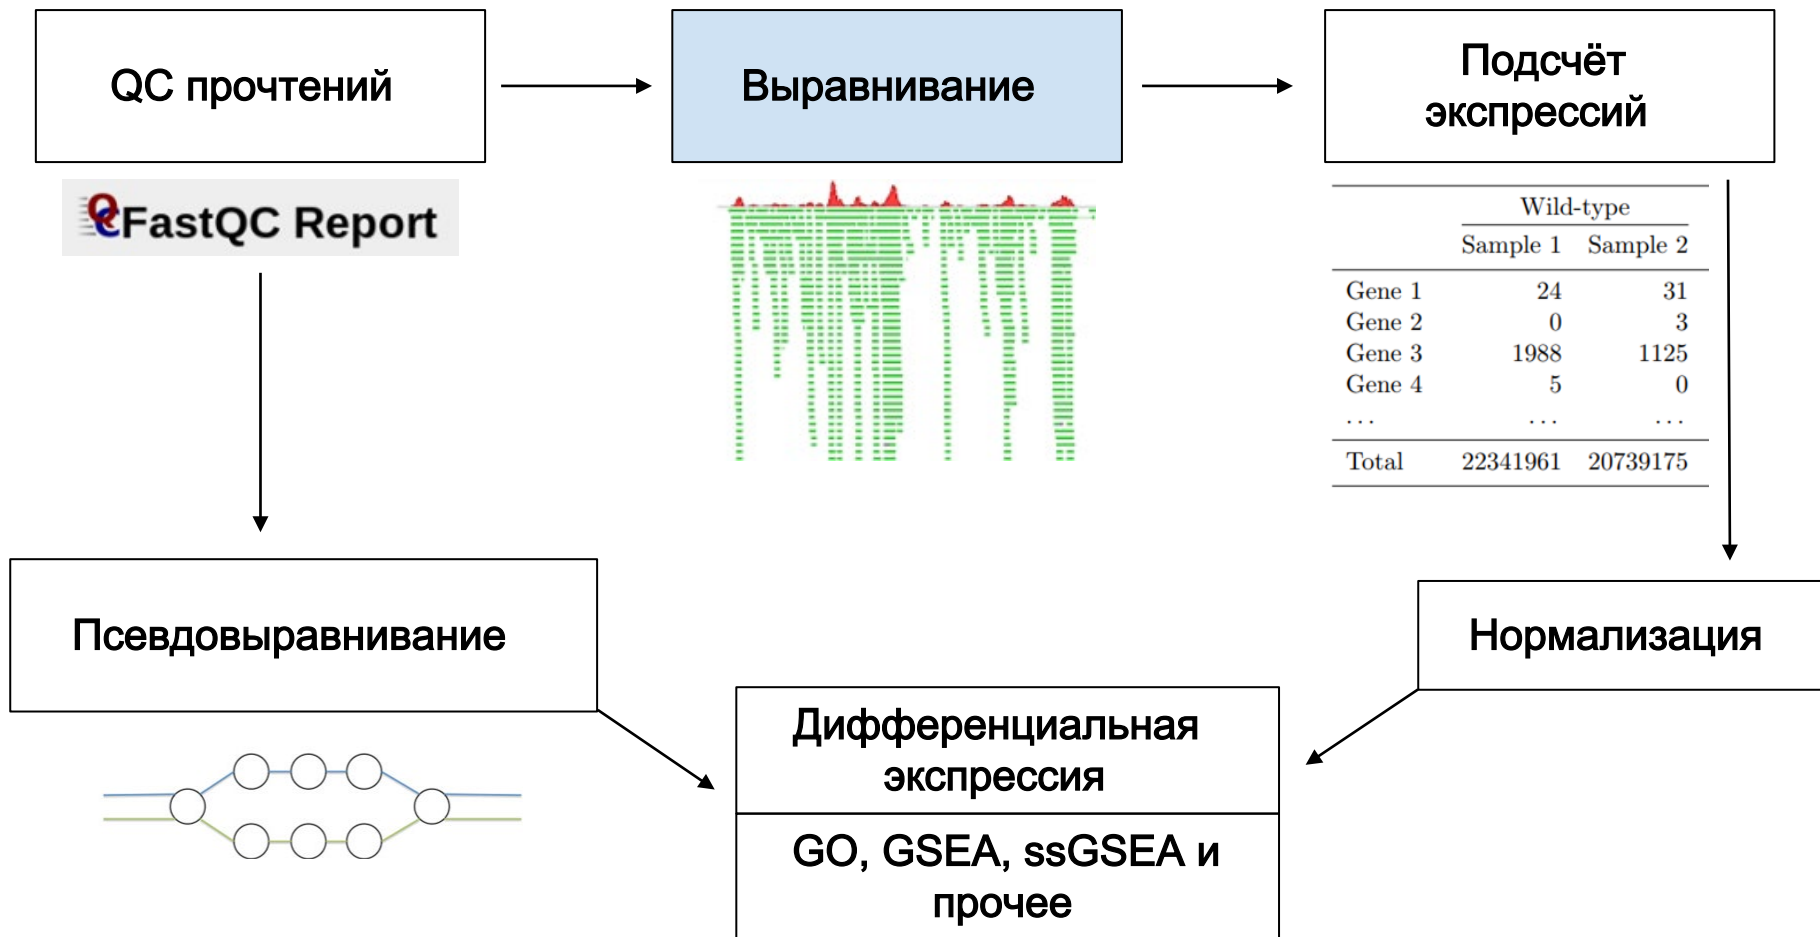 QC прочтений
Выравнивание
Подсчёт
экспрессий
QC FastQC Report
Wild-type
Sample 1 Sample 2
Gene 1 24 31
Gene 2 0 3
Gene 3 1988 1125
Gene 4 5 0
... ... ...
Total 22341961 20739175
Псевдовыравнивание
Нормализация
Дифференциальная
экспрессия
GO, GSEA, ssGSEA и
прочее